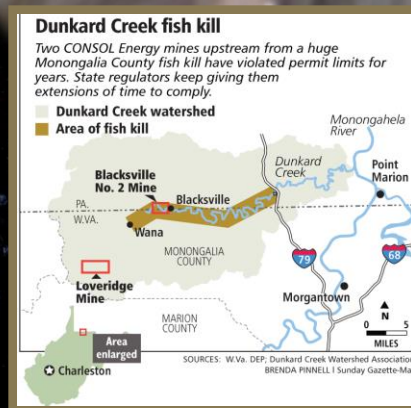 Dunkard Creek fish kill
Two CONSOL Energy mines upstream from a huge
Monongalia County fish kill have violated permit limits for
years. State regulators keep giving them
extensions of time to comply.
Dunkard Creek watershed
Area of fish kill
Monongahela
River
Dunkard
Creek
Point
Marion
Blacksville
No. 2 Mine
Blacksville
PA.
W.VA.
Wana
MONONGALIA
COUNTY
79
68
Loveridge
Mine
Morgantown
MARION
COUNTY
N
0 5
MILES
Area
enlarged
Charleston
SOURCES: W.Va. DEP; Dunkard Creek Watershed Association
BRENDA PINNELL I Sunday Gazette-Ma